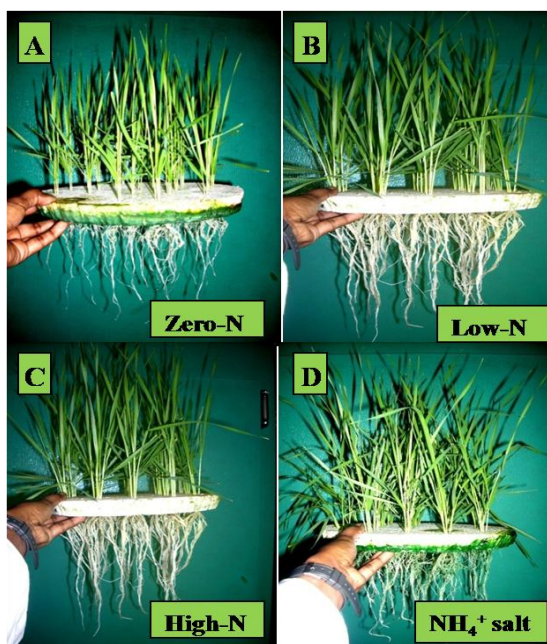 A
B
Zero-N
Low-N
C
D
High-N
NH₄⁺ salt